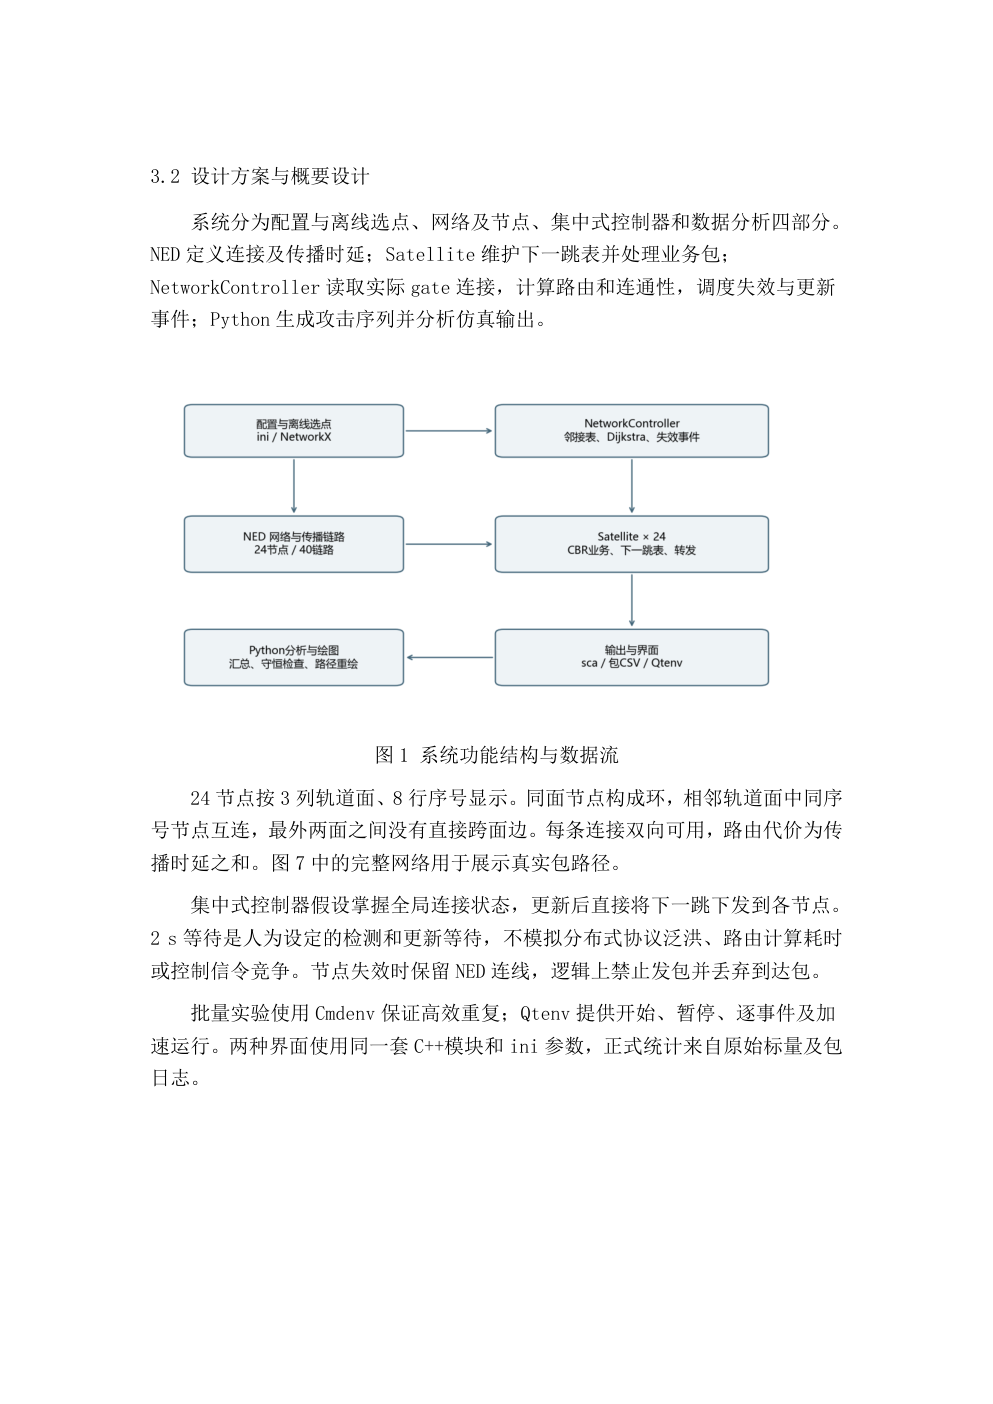 3.2 设计方案与概要设计
系统分为配置与离线选点、网络及节点、集中式控制器和数据分析四部分。
NED 定义连接及传播时延；Satellite 维护下一跳表并处理业务包；
NetworkController 读取实际 gate 连接，计算路由和连通性，调度失效与更新
事件；Python 生成攻击序列并分析仿真输出。
配置与离线选点
ini / NetworkX
NetworkController
邻接表、Dijkstra、失效事件
NED 网络与传播链路
24节点 / 40链路
Satellite × 24
CBR业务、下一跳表、转发
Python分析与绘图
汇总、守恒检查、路径重绘
输出与界面
sca / 包CSV / Qtenv
图 1 系统功能结构与数据流
24 节点按 3 列轨道面、8 行序号显示。同面节点构成环，相邻轨道面中同序
号节点互连，最外两面之间没有直接跨面边。每条连接双向可用，路由代价为传
播时延之和。图 7 中的完整网络用于展示真实包路径。
集中式控制器假设掌握全局连接状态，更新后直接将下一跳下发到各节点。
2 s 等待是人为设定的检测和更新等待，不模拟分布式协议泛洪、路由计算耗时
或控制信令竞争。节点失效时保留 NED 连线，逻辑上禁止发包并丢弃到达包。
批量实验使用 Cmdenv 保证高效重复；Qtenv 提供开始、暂停、逐事件及加
速运行。两种界面使用同一套 C++模块和 ini 参数，正式统计来自原始标量及包
日志。